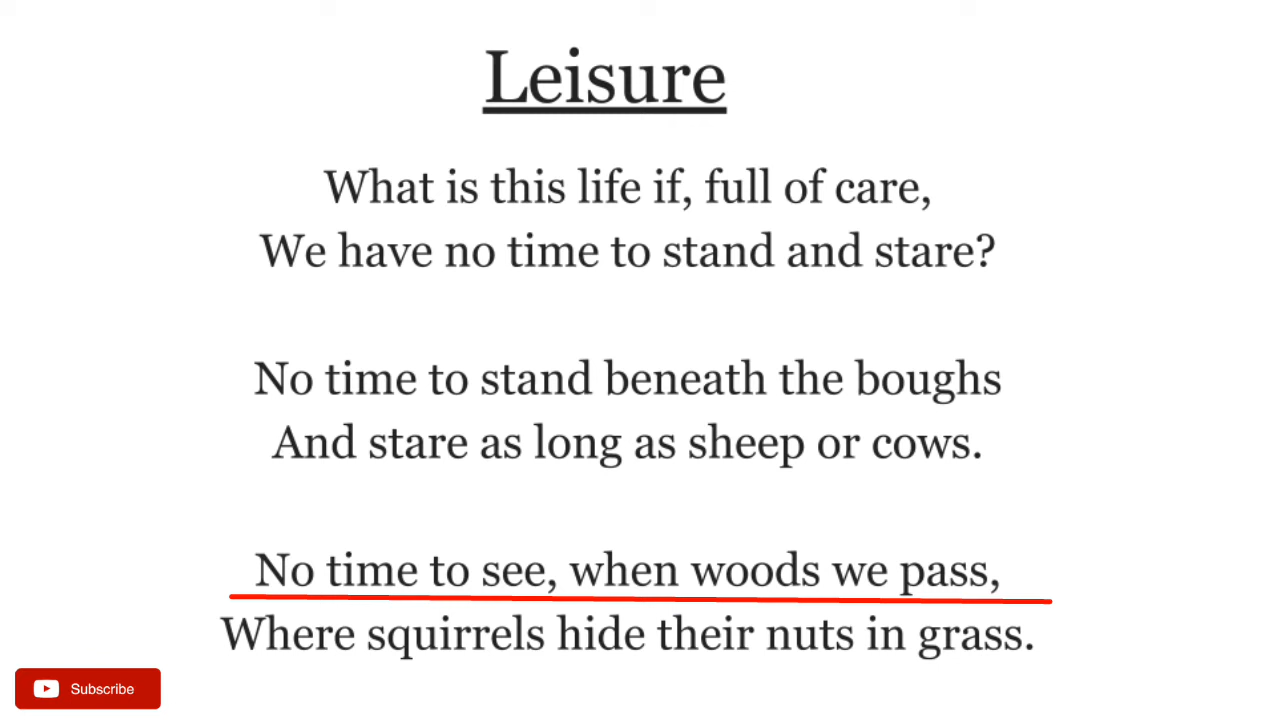 Leisure
What is this life if, full of care,
We have no time to stand and stare?
No time to stand beneath the boughs
And stare as long as sheep or cows.
No time to see, when woods we pass,
Where squirrels hide their nuts in grass.
Subscribe